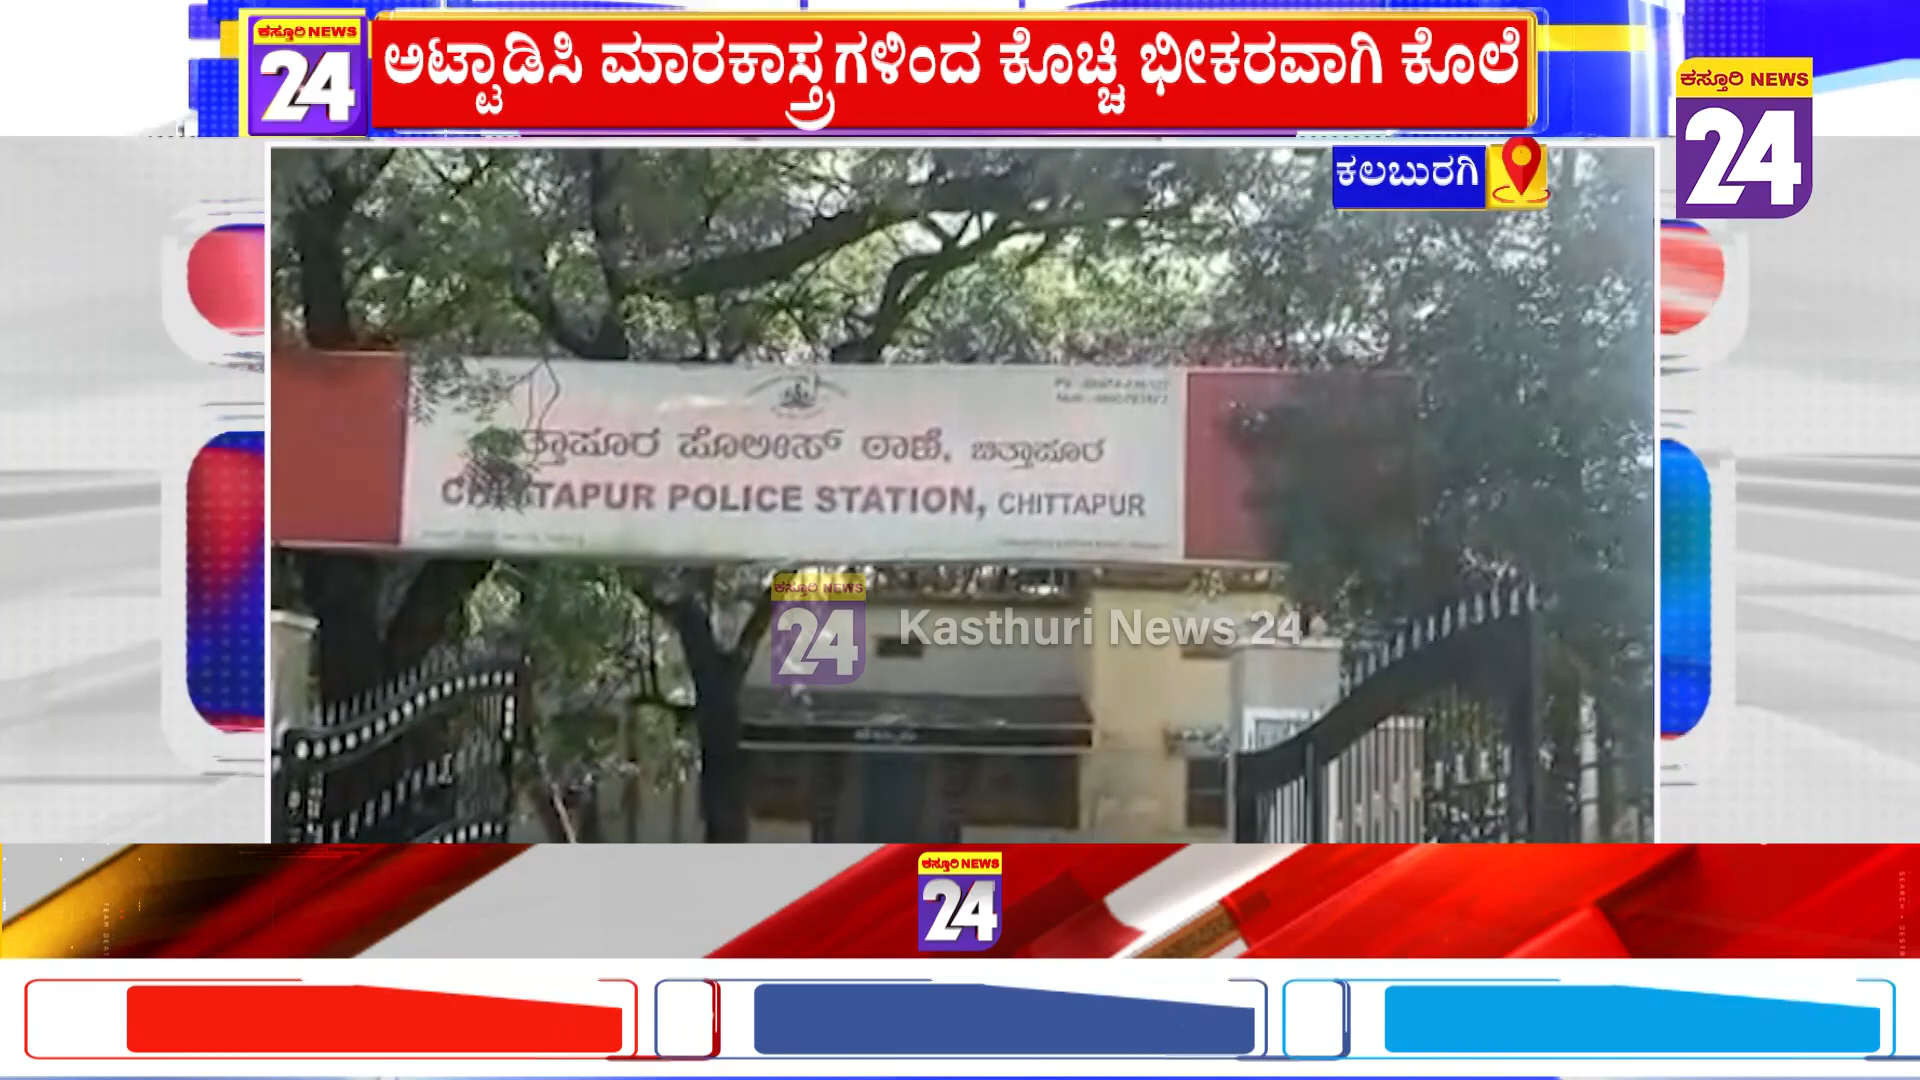 ಕಸ್ತೂರಿ NEWS
24
ಅಟ್ಟಾಡಿಸಿ ಮಾರಕಾಸ್ತ್ರಗಳಿಂದ ಕೊಚ್ಚಿ ಭೀಕರವಾಗಿ ಕೊಲೆ
ಕಸ್ತೂರಿ NEWS
24
ಕಲಬುರಗಿ
ಚಿತ್ತಾಪೂರ ಪೊಲೀಸ್ ಠಾಣೆ, ಚಿತ್ತಾಪೂರ
CHITTAPUR POLICE STATION, CHITTAPUR
ಕಸ್ತೂರಿ NEWS
24
Kasthuri News 24
ಕಸ್ತೂರಿ NEWS
24